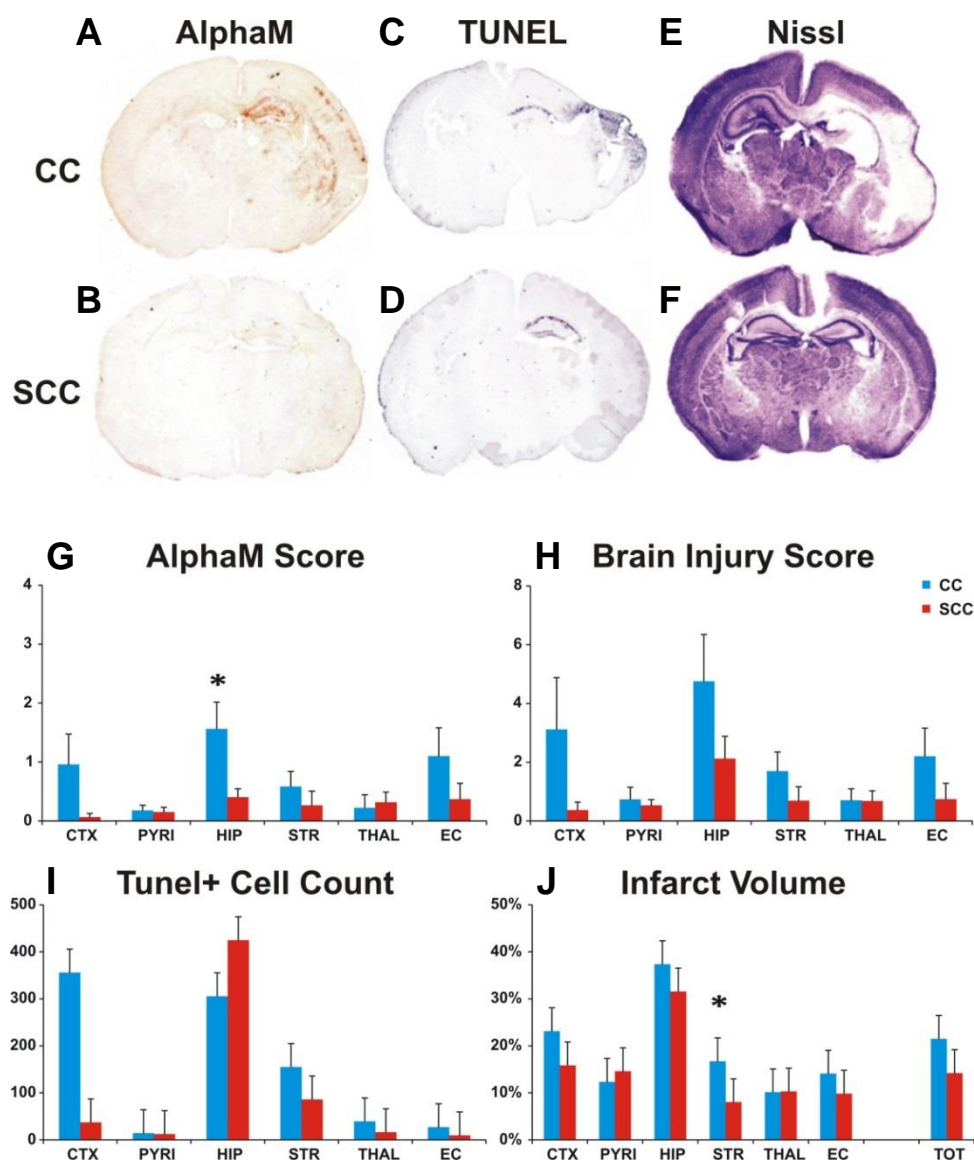 A AlphaM C TUNEL E Nissl
CC
B D F
SCC
G AlphaM Score
4
3
2
1
0
*
CTX PYRI HIP STR THAL EC
H Brain Injury Score
8
6
4
2
0
CC
SCC
CTX PYRI HIP STR THAL EC
I Tunel+ Cell Count
500
400
300
200
100
0
CTX PYRI HIP STR THAL EC
J Infarct Volume
50%
40%
30%
20%
10%
0%
*
CTX PYRI HIP STR THAL EC TOT